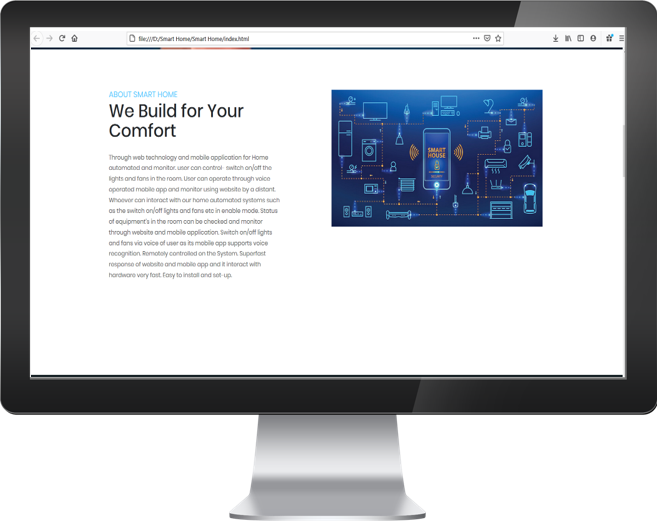 file:///D:/Smart Home/Smart Home/index.html
ABOUT SMART HOME
We Build for Your
Comfort
Through web technology and mobile application for Home
automated and monitor. user can control  switch on/off the
lights and fans in the room. User can operate through voice
operated mobile app and monitor using website by a distant.
Whoever can interact with our home automated systems such
as the switch on/off lights and fans etc in enable mode. Status
of equipment's in the room can be checked and monitor
through website and mobile application. Switch on/off lights
and fans via voice of user as its mobile app supports voice
recognition. Remotely controlled on the System. Superfast
response of website and mobile app and it interact with
hardware very fast. Easy to install and set-up.
SMART
HOUSE